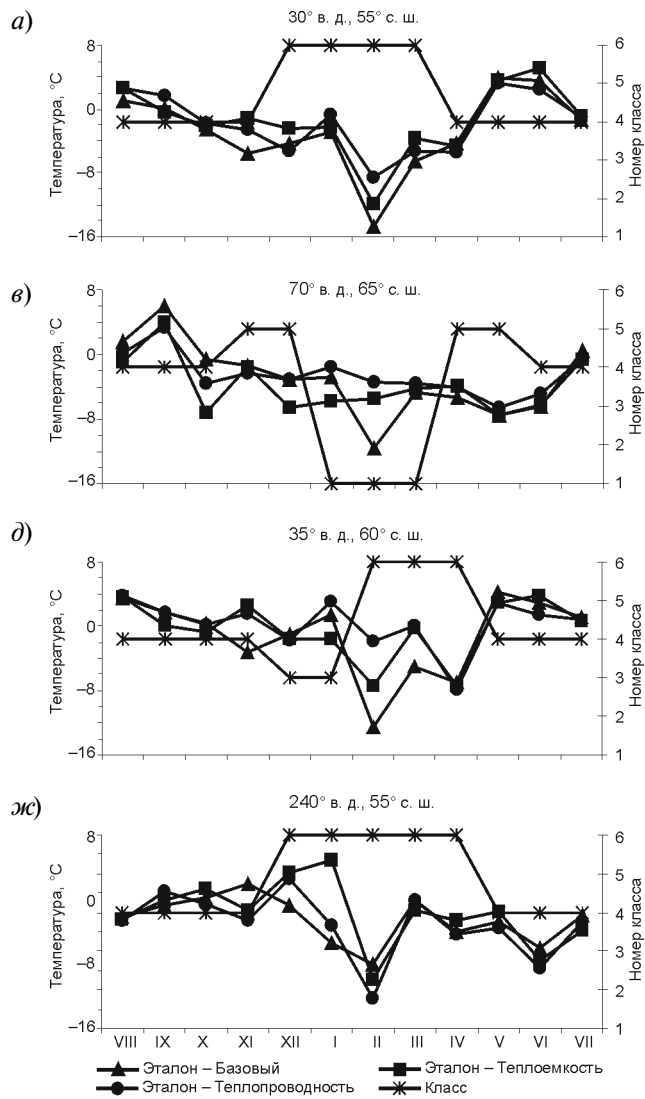 а)
30° в. д., 55° с. ш.
Температура, °С
8
0
–8
–16
6
5
4
3
2
1
Номер класса
в)
70° в. д., 65° с. ш.
Температура, °С
8
0
–8
–16
6
5
4
3
2
1
Номер класса
д)
35° в. д., 60° с. ш.
Температура, °С
8
0
–8
–16
6
5
4
3
2
1
Номер класса
ж)
240° в. д., 55° с. ш.
Температура, °С
8
0
–8
–16
6
5
4
3
2
1
Номер класса
VIII IX X XI XII I II III IV V VI VII
Эталон – Базовый Эталон – Теплоемкость
Эталон – Теплопроводность Класс